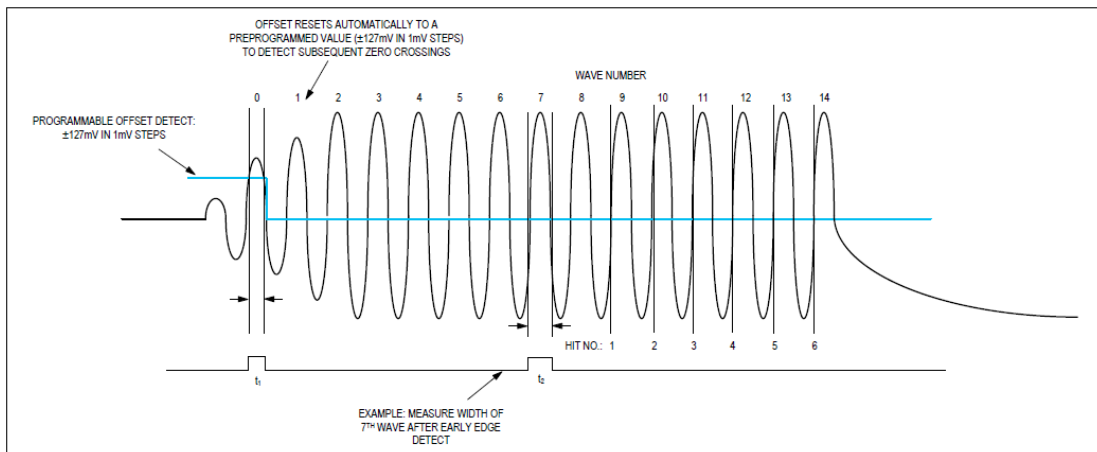 OFFSET RESETS AUTOMATICALLY TO A
PREPROGRAMMED VALUE (±127mV IN 1mV STEPS)
TO DETECT SUBSEQUENT ZERO CROSSINGS
WAVE NUMBER
0 1 2 3 4 5 6 7 8 9 10 11 12 13 14
PROGRAMMABLE OFFSET DETECT:
±127mV IN 1mV STEPS
HIT NO.: 1 2 3 4 5 6
t₁ t₂
EXAMPLE: MEASURE WIDTH OF
7TH WAVE AFTER EARLY EDGE
DETECT